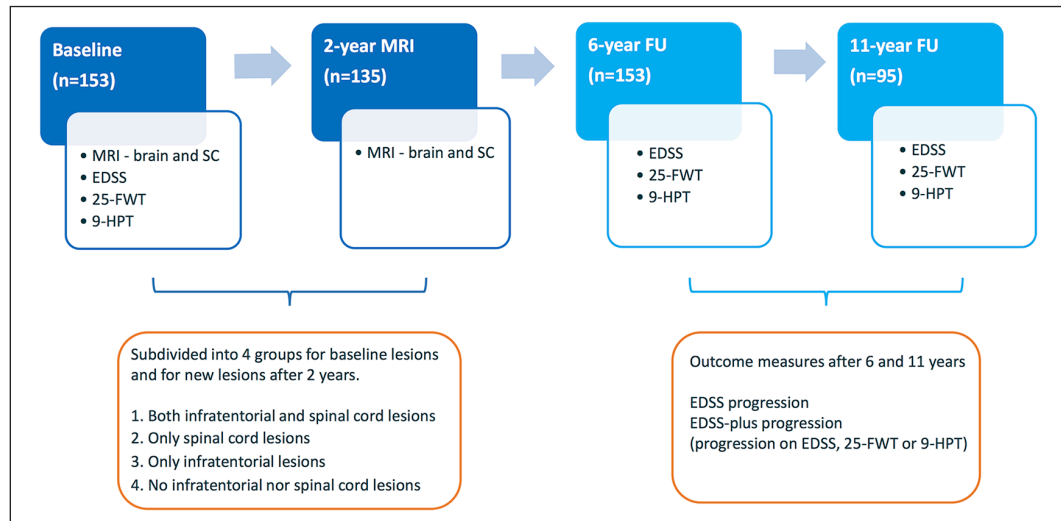 Baseline
(n=153)
2-year MRI
(n=135)
6-year FU
(n=153)
11-year FU
(n=95)
• MRI - brain and SC
• EDSS
• 25-FWT
• 9-HPT
• MRI - brain and SC
• EDSS
• 25-FWT
• 9-HPT
• EDSS
• 25-FWT
• 9-HPT
Subdivided into 4 groups for baseline lesions
and for new lesions after 2 years.
1. Both infratentorial and spinal cord lesions
2. Only spinal cord lesions
3. Only infratentorial lesions
4. No infratentorial nor spinal cord lesions
Outcome measures after 6 and 11 years
EDSS progression
EDSS-plus progression
(progression on EDSS, 25-FWT or 9-HPT)